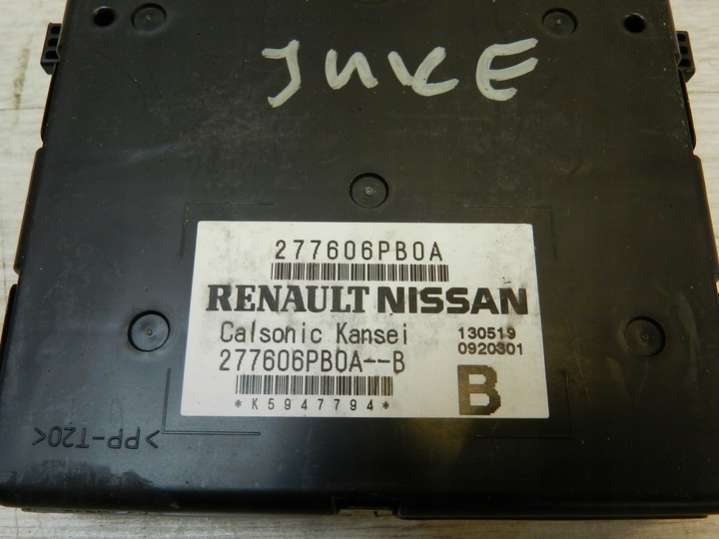 JUKE
277606PB0A
RENAULT NISSAN
Calsonic Kansei 130519
277606PB0A--B 0920301
B
*K5947794*
>PP-T20<